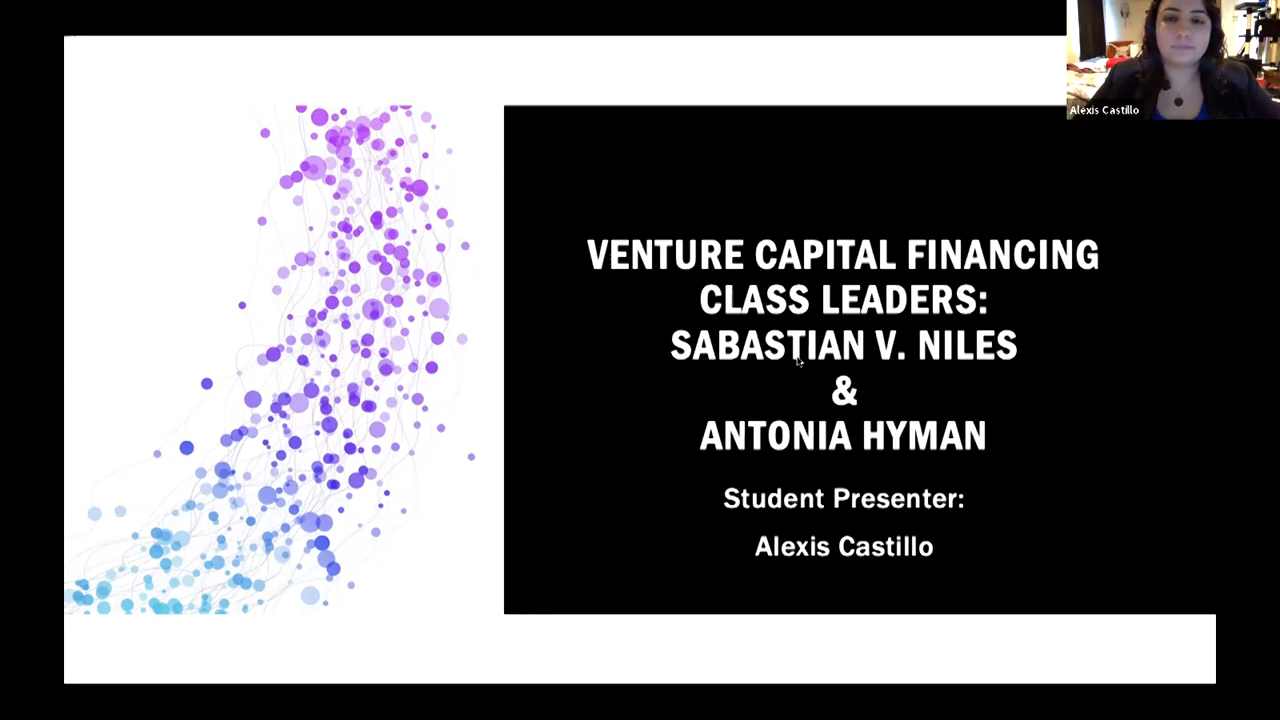 Alexis Castillo
VENTURE CAPITAL FINANCING
CLASS LEADERS:
SABASTIAN V. NILES
&
ANTONIA HYMAN
Student Presenter:
Alexis Castillo